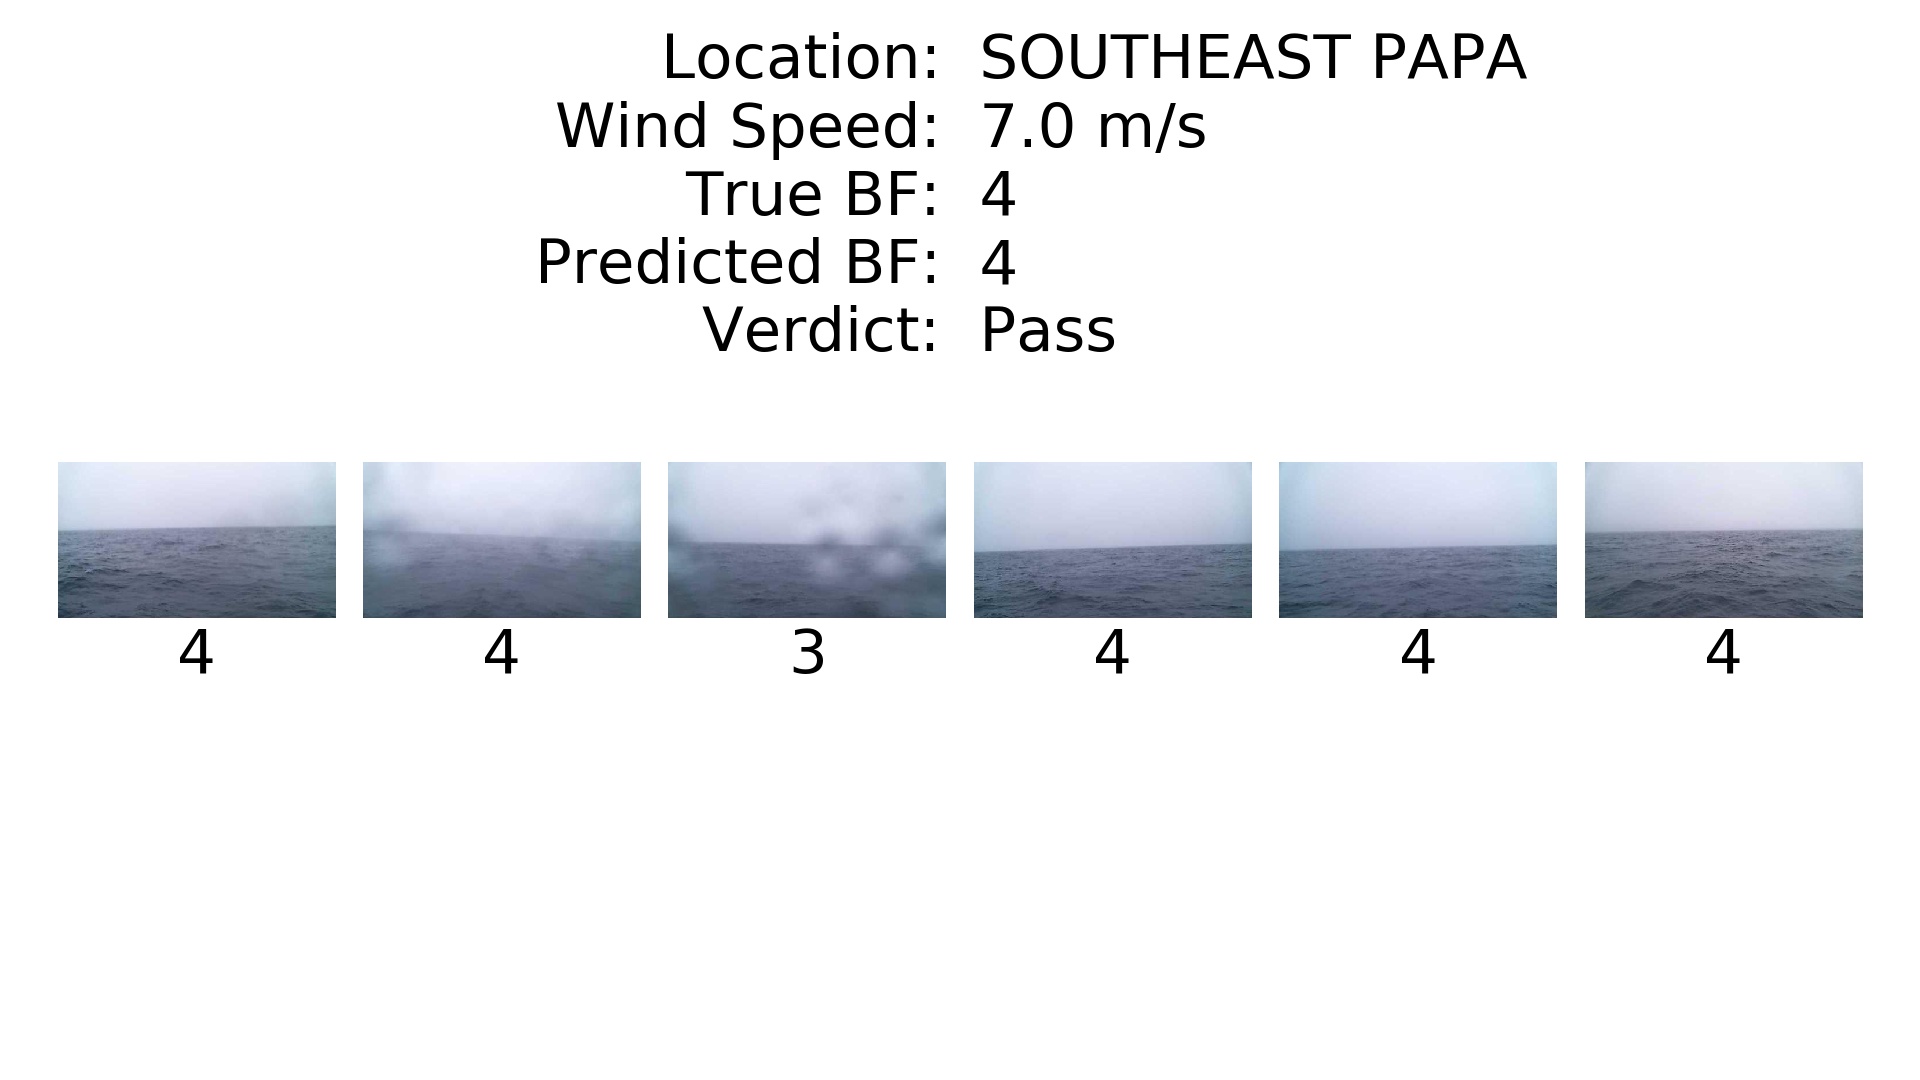 Location: SOUTHEAST PAPA
Wind Speed: 7.0 m/s
True BF: 4
Predicted BF: 4
Verdict: Pass
4 4 3 4 4 4